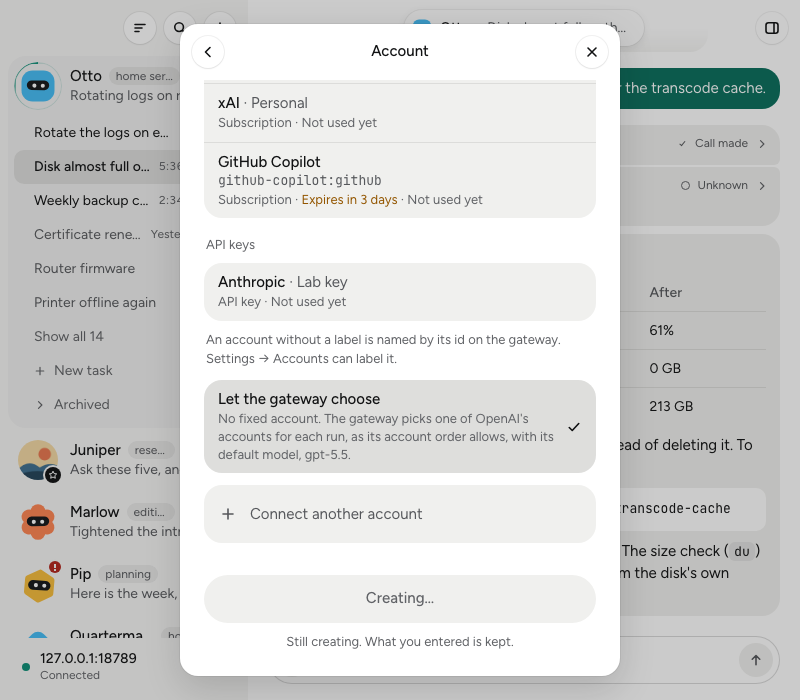 Account
Otto home ser...
Rotating logs on
Rotate the logs on e...
Disk almost full o... 5:36
Weekly backup c... 2:34
Certificate rene... Yeste
Router firmware
Printer offline again
Show all 14
New task
Archived
Juniper rese...
Ask these five, an
Marlow editi...
Tightened the intr
Pip planning
Here is the week,
Quarterma
127.0.0.1:18789
Connected
xAI · Personal
Subscription · Not used yet
GitHub Copilot
github-copilot:github
Subscription · Expires in 3 days · Not used yet
API keys
Anthropic · Lab key
API key · Not used yet
An account without a label is named by its id on the gateway.
Settings → Accounts can label it.
Let the gateway choose
No fixed account. The gateway picks one of OpenAI's
accounts for each run, as its account order allows, with its
default model, gpt-5.5.
Connect another account
Creating...
Still creating. What you entered is kept.
the transcode cache.
Call made
Unknown
After
61%
0 GB
213 GB
ead of deleting it. To
transcode-cache
The size check ( du )
m the disk's own